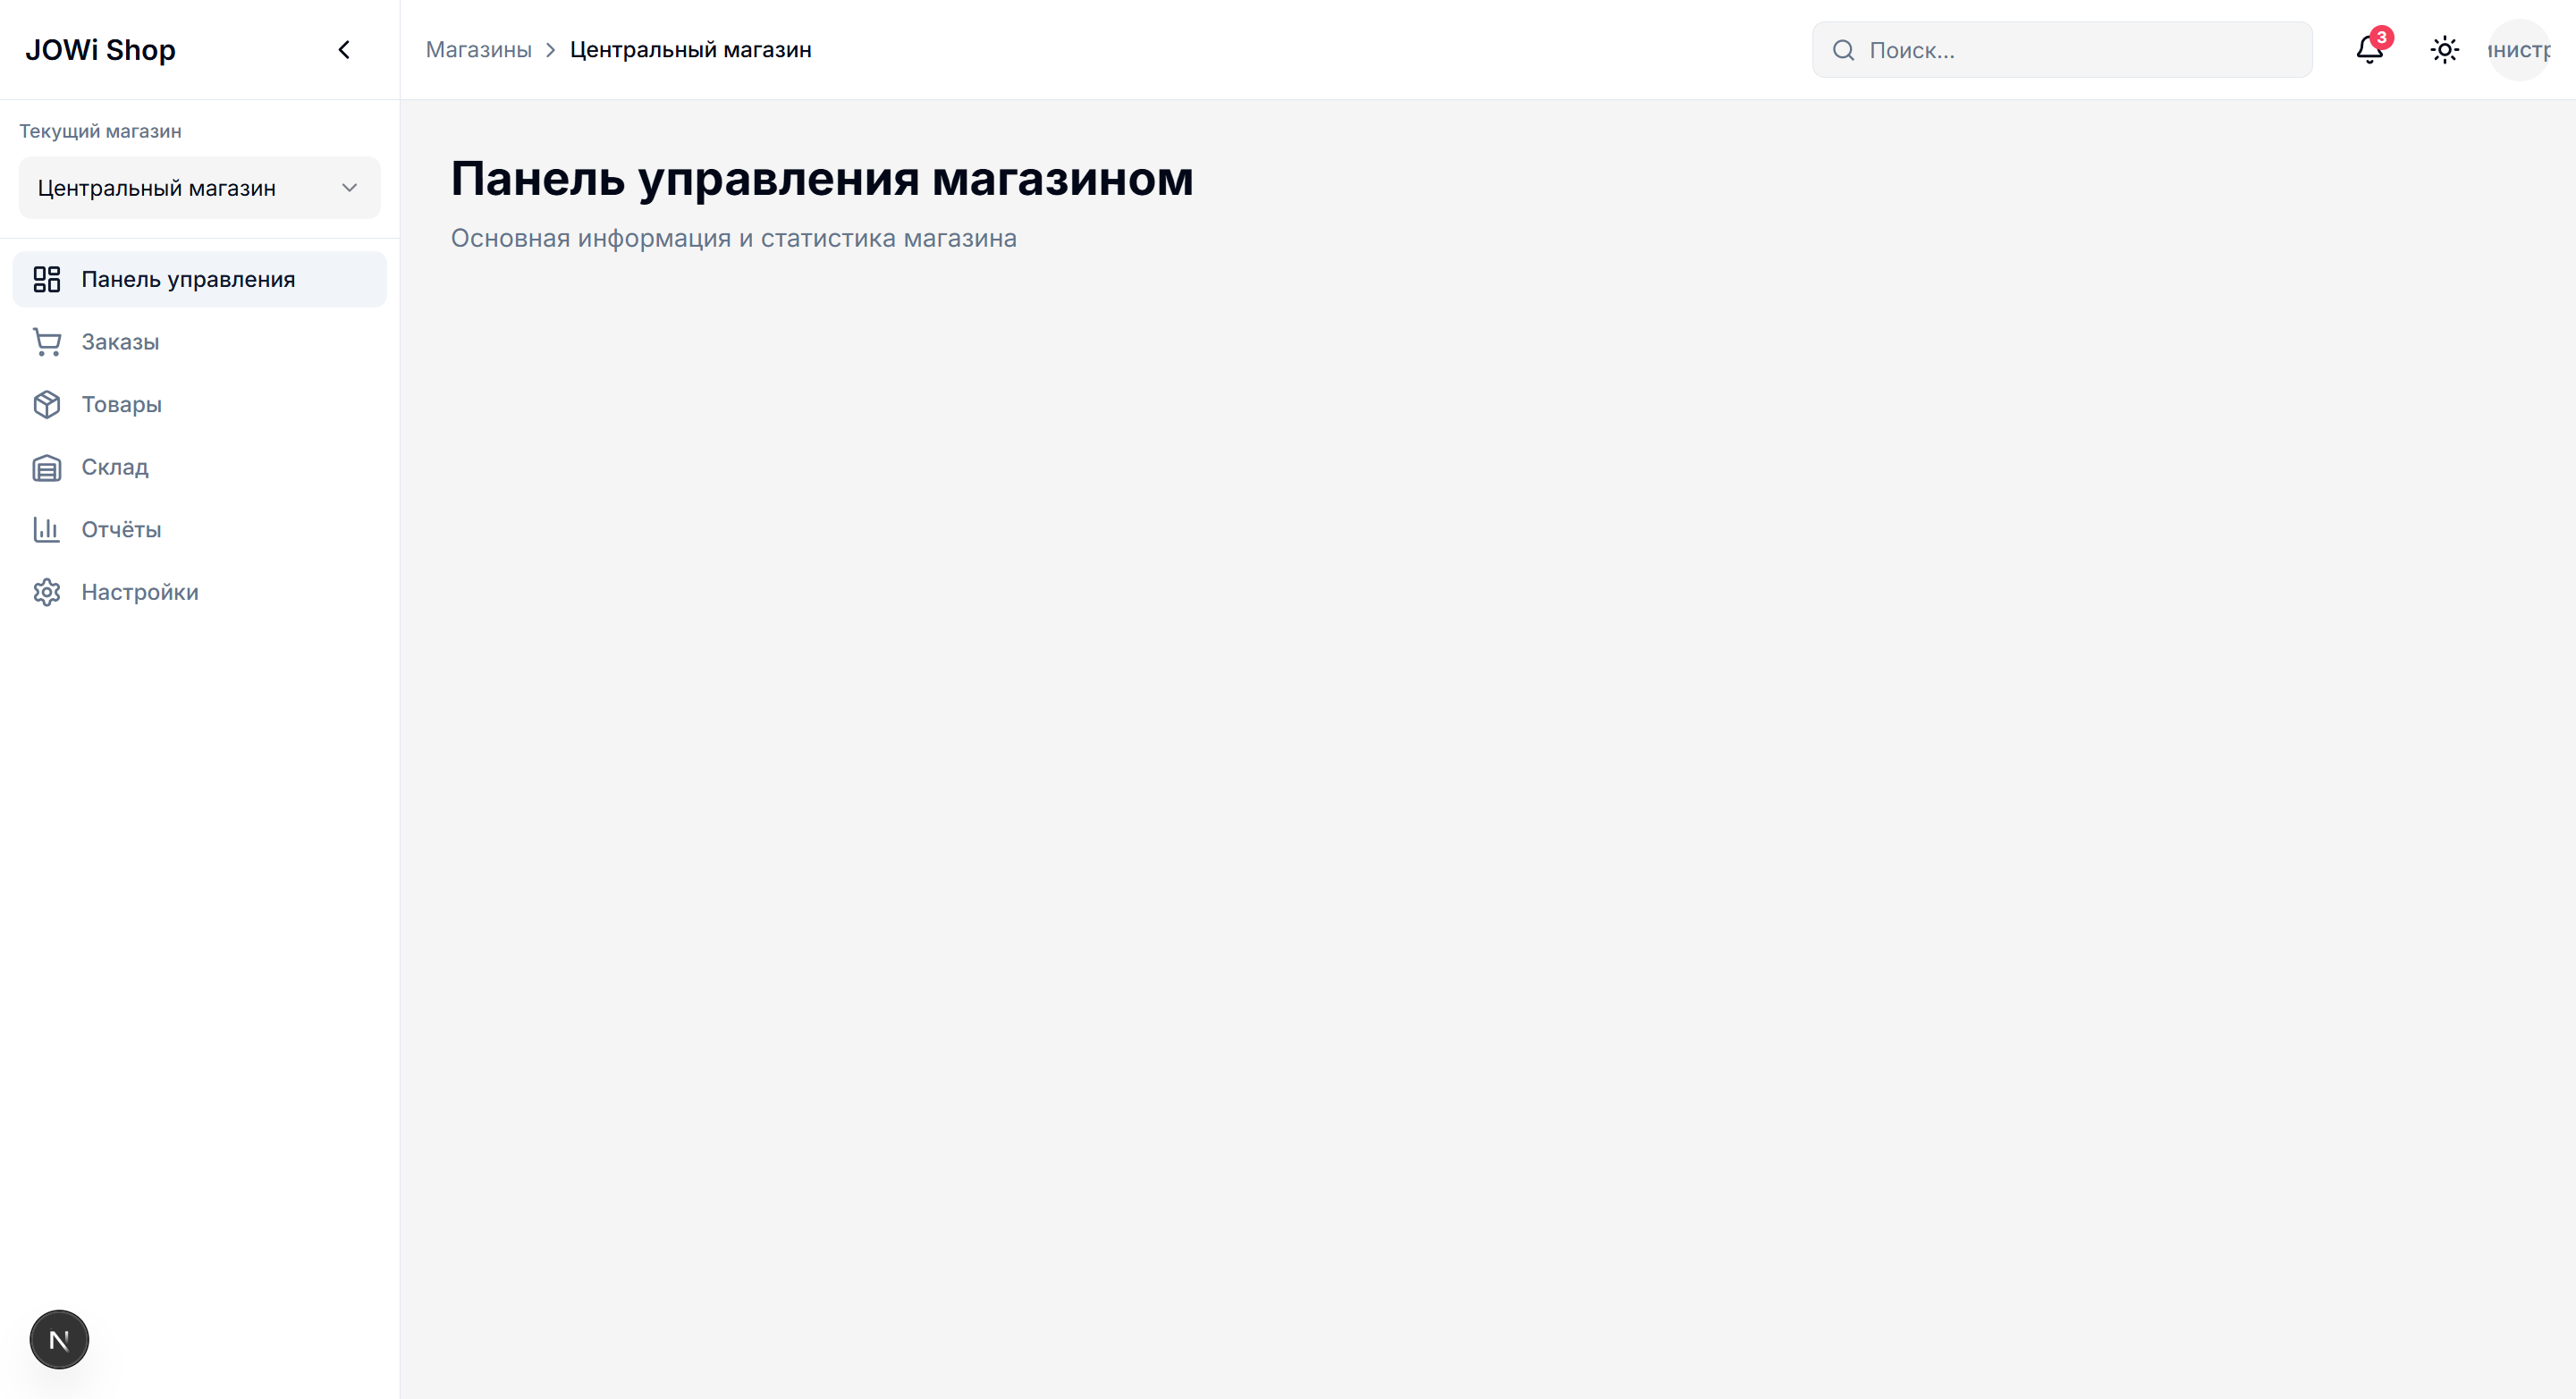 JOWi Shop
Магазины > Центральный магазин
Поиск...
3
Текущий магазин
Центральный магазин
Панель управления магазином
Основная информация и статистика магазина
Панель управления
Заказы
Товары
Склад
Отчёты
Настройки
N